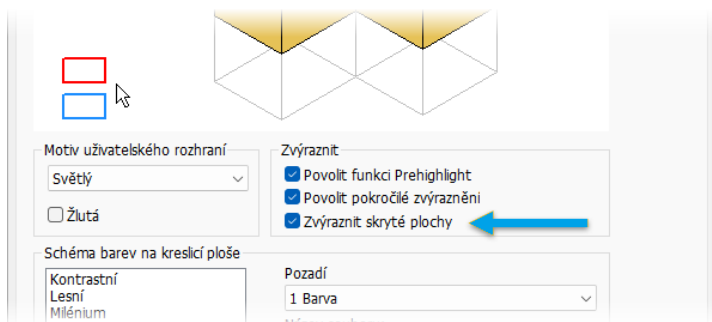 Motiv uživatelského rozhraní
Světlý
Žlutá
Zvýraznit
Povolit funkci Prehighlight
Povolit pokročilé zvýraznění
Zvýraznit skryté plochy
Schéma barev na kreslicí ploše
Kontrastní
Lesní
Milénium
Pozadí
1 Barva